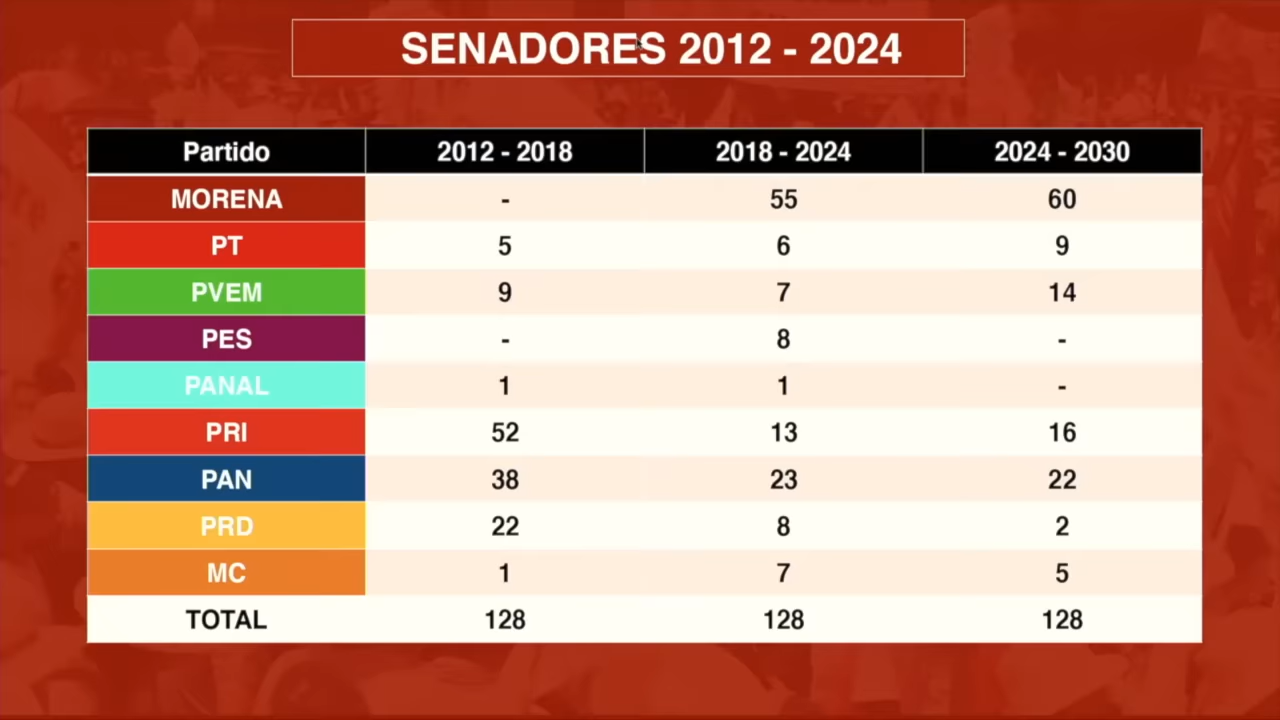 SENADORES 2012 - 2024
Partido 2012 - 2018 2018 - 2024 2024 - 2030
MORENA - 55 60
PT 5 6 9
PVEM 9 7 14
PES - 8 -
PANAL 1 1 -
PRI 52 13 16
PAN 38 23 22
PRD 22 8 2
MC 1 7 5
TOTAL 128 128 128